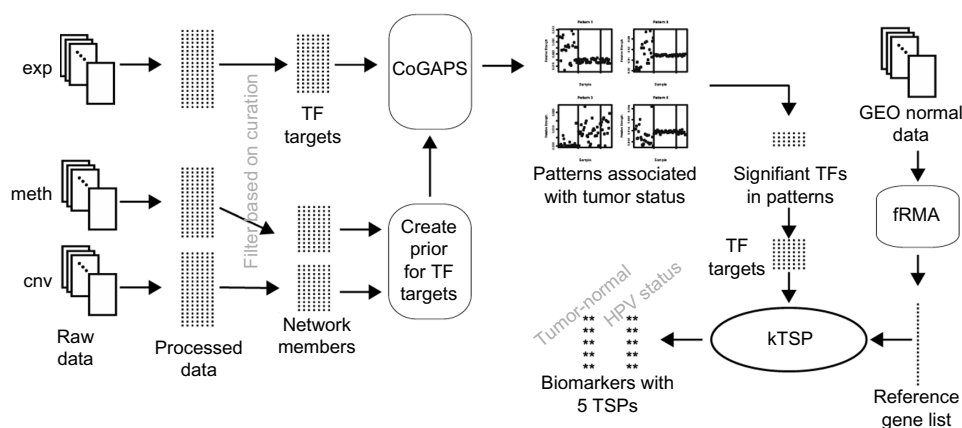 exp
meth
cnv
Raw
data
Processed
data
Filter based on curation
TF
targets
Network
members
CoGAPS
Create
prior
for TF
targets
Patterns associated
with tumor status
Signifiant TFs
in patterns
TF
targets
GEO normal
data
fRMA
kTSP
Reference
gene list
Tumor-normal
HPV status
** **
** **
** **
** **
** **
Biomarkers with
5 TSPs